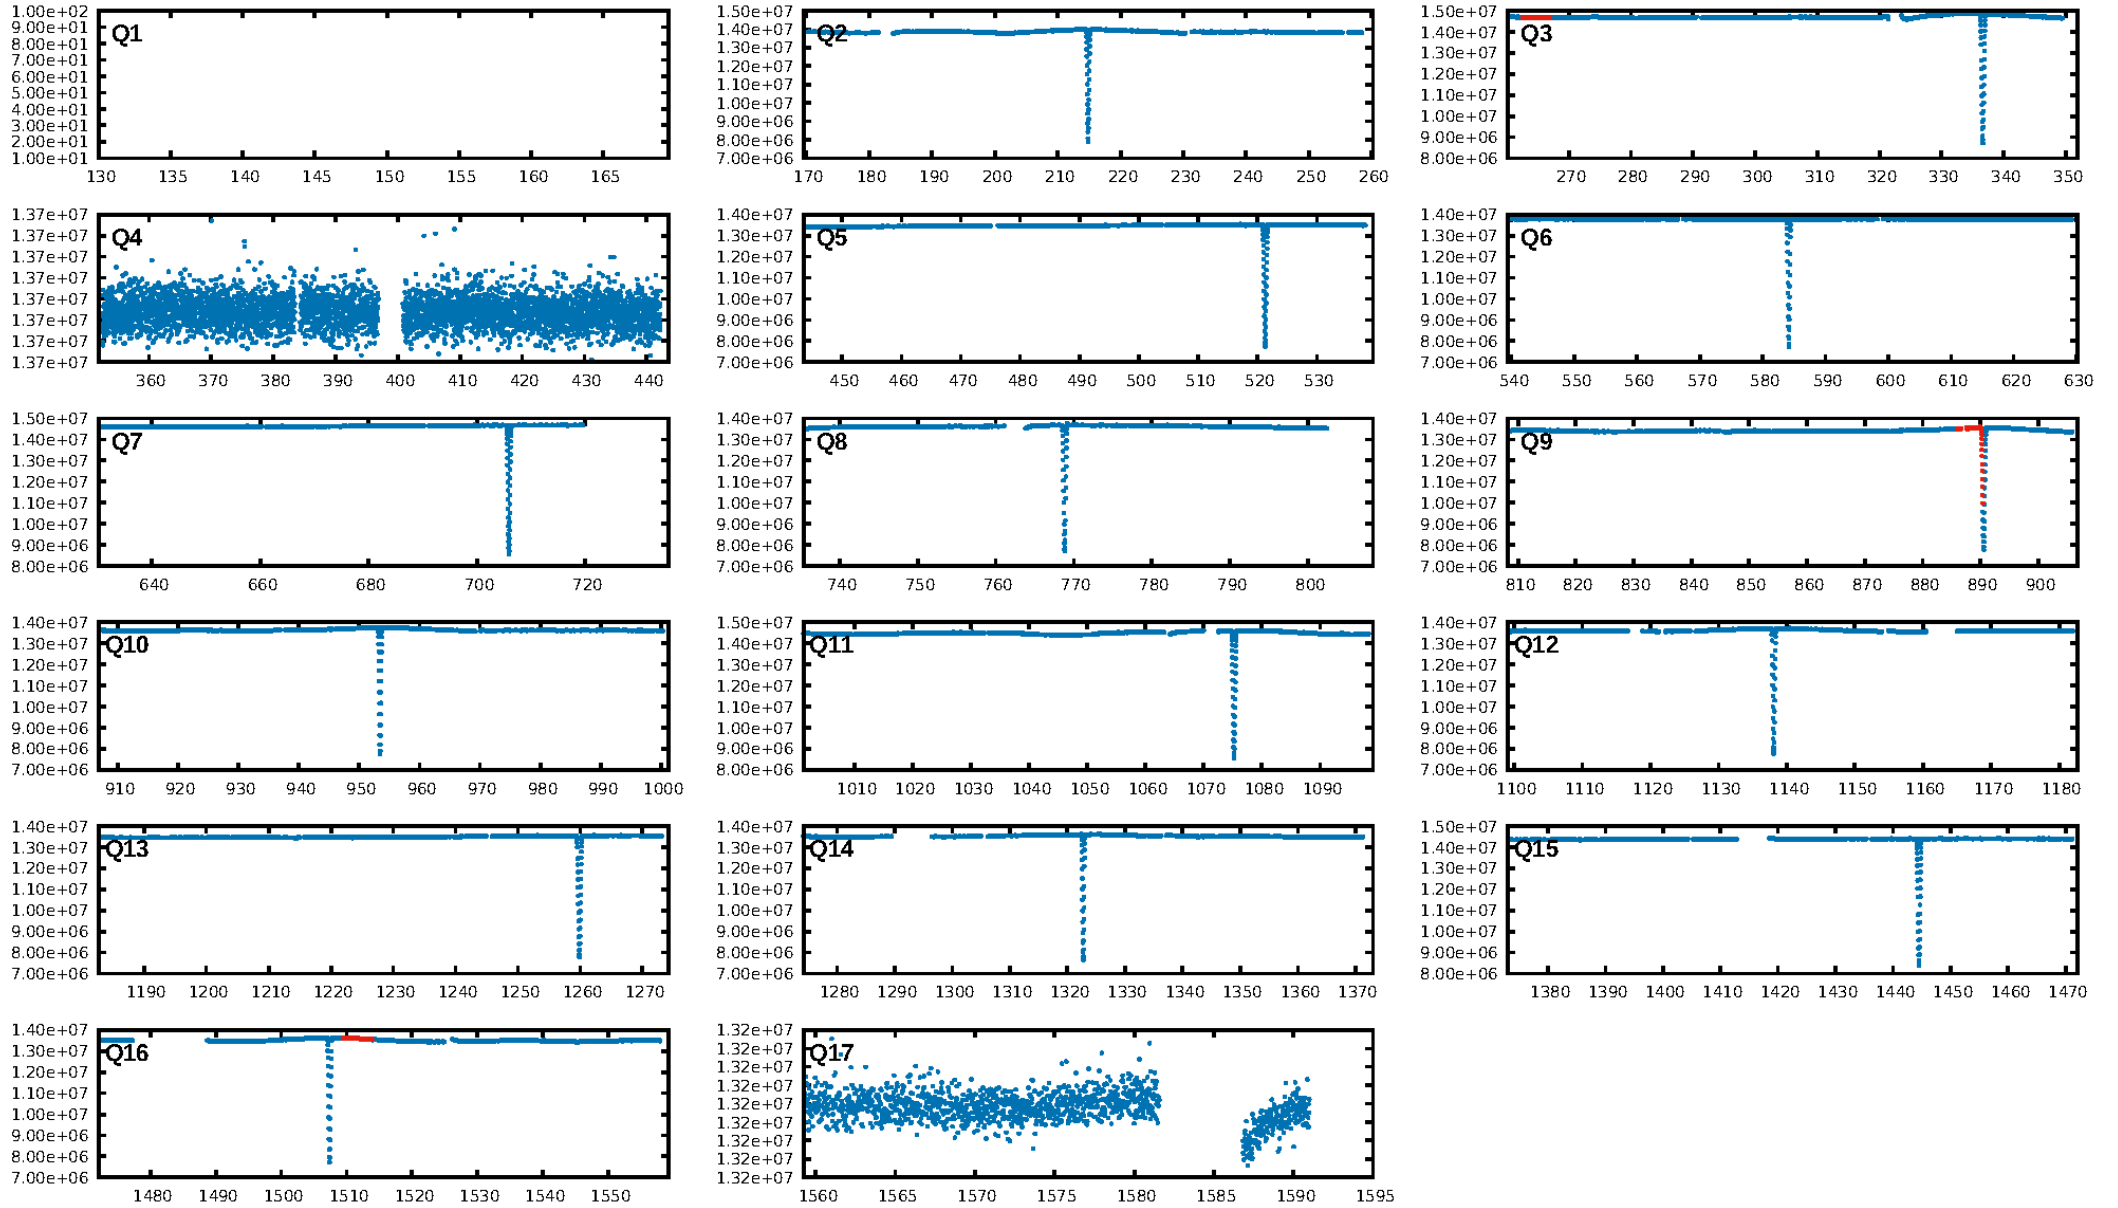 1.00e+02
9.00e+01
8.00e+01
7.00e+01
6.00e+01
5.00e+01
4.00e+01
3.00e+01
2.00e+01
1.00e+01
Q1
130 135 140 145 150 155 160 165
1.50e+07
1.40e+07
1.30e+07
1.20e+07
1.10e+07
1.00e+07
9.00e+06
8.00e+06
7.00e+06
Q2
170 180 190 200 210 220 230 240 250 260
1.50e+07
1.40e+07
1.30e+07
1.20e+07
1.10e+07
1.00e+07
9.00e+06
8.00e+06
Q3
270 280 290 300 310 320 330 340 350
1.37e+07
1.37e+07
1.37e+07
1.37e+07
1.37e+07
1.37e+07
1.37e+07
1.37e+07
Q4
360 370 380 390 400 410 420 430 440
1.40e+07
1.30e+07
1.20e+07
1.10e+07
1.00e+07
9.00e+06
8.00e+06
7.00e+06
Q5
450 460 470 480 490 500 510 520 530
1.40e+07
1.30e+07
1.20e+07
1.10e+07
1.00e+07
9.00e+06
8.00e+06
7.00e+06
Q6
540 550 560 570 580 590 600 610 620 630
1.50e+07
1.40e+07
1.30e+07
1.20e+07
1.10e+07
1.00e+07
9.00e+06
8.00e+06
Q7
640 660 680 700 720
1.40e+07
1.30e+07
1.20e+07
1.10e+07
1.00e+07
9.00e+06
8.00e+06
7.00e+06
Q8
740 750 760 770 780 790 800
1.40e+07
1.30e+07
1.20e+07
1.10e+07
1.00e+07
9.00e+06
8.00e+06
7.00e+06
Q9
810 820 830 840 850 860 870 880 890 900
1.40e+07
1.30e+07
1.20e+07
1.10e+07
1.00e+07
9.00e+06
8.00e+06
7.00e+06
Q10
910 920 930 940 950 960 970 980 990 1000
1.50e+07
1.40e+07
1.30e+07
1.20e+07
1.10e+07
1.00e+07
9.00e+06
8.00e+06
Q11
1010 1020 1030 1040 1050 1060 1070 1080 1090
1.40e+07
1.30e+07
1.20e+07
1.10e+07
1.00e+07
9.00e+06
8.00e+06
7.00e+06
Q12
1100 1110 1120 1130 1140 1150 1160 1170 1180
1.40e+07
1.30e+07
1.20e+07
1.10e+07
1.00e+07
9.00e+06
8.00e+06
7.00e+06
Q13
1190 1200 1210 1220 1230 1240 1250 1260 1270
1.40e+07
1.30e+07
1.20e+07
1.10e+07
1.00e+07
9.00e+06
8.00e+06
7.00e+06
Q14
1280 1290 1300 1310 1320 1330 1340 1350 1360 1370
1.50e+07
1.40e+07
1.30e+07
1.20e+07
1.10e+07
1.00e+07
9.00e+06
8.00e+06
Q15
1380 1390 1400 1410 1420 1430 1440 1450 1460 1470
1.40e+07
1.30e+07
1.20e+07
1.10e+07
1.00e+07
9.00e+06
8.00e+06
7.00e+06
Q16
1480 1490 1500 1510 1520 1530 1540 1550
1.32e+07
1.32e+07
1.32e+07
1.32e+07
1.32e+07
1.32e+07
1.32e+07
1.32e+07
1.32e+07
Q17
1560 1565 1570 1575 1580 1585 1590 1595